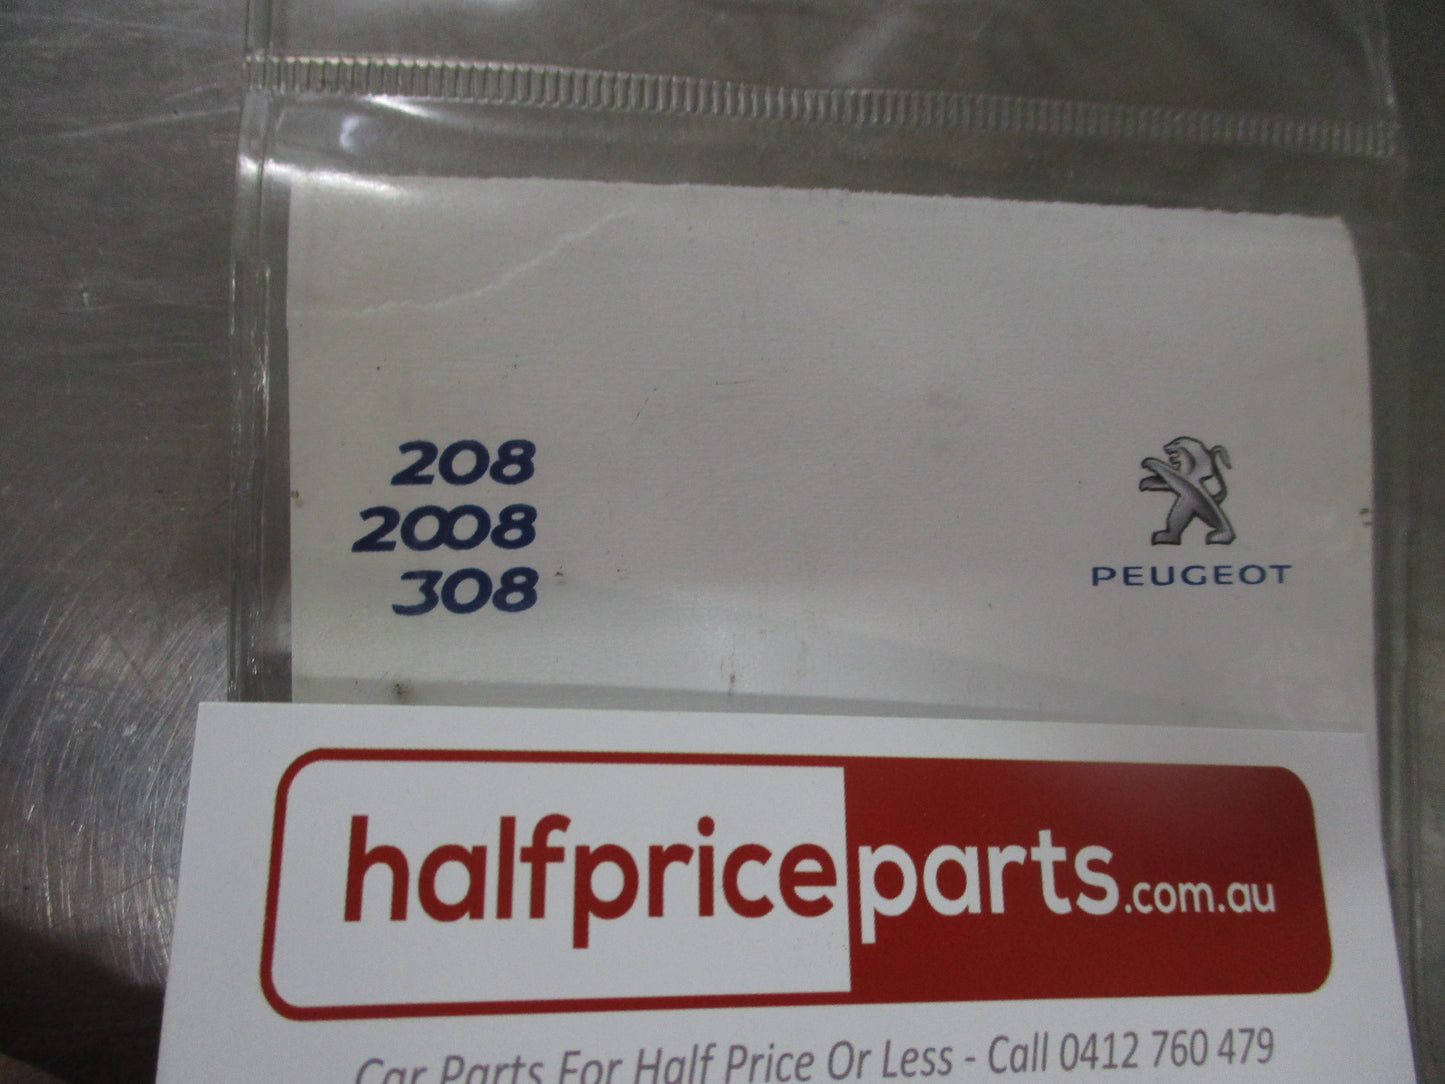 208
2008
308
PEUGEOT
halfpriceparts.com.au
Car Parts For Half Price Or Less - Call 0412 760 479